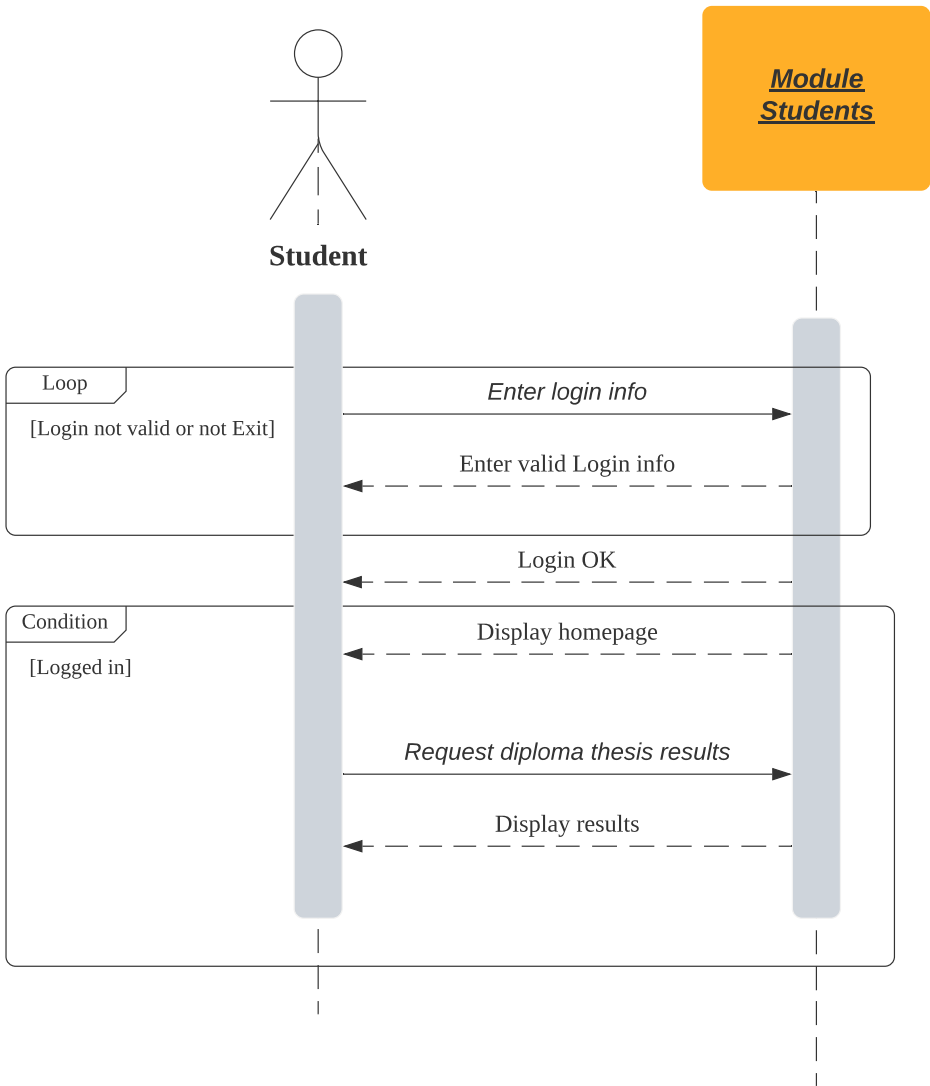 Module
Students
Student
Loop
Enter login info
[Login not valid or not Exit]
Enter valid Login info
Login OK
Condition
Display homepage
[Logged in]
Request diploma thesis results
Display results